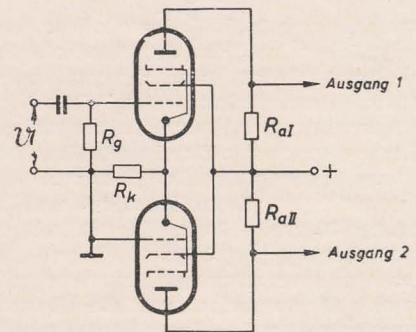 Ausgang 1
R_aI
𝔙
R_g
R_k
+
R_aII
Ausgang 2